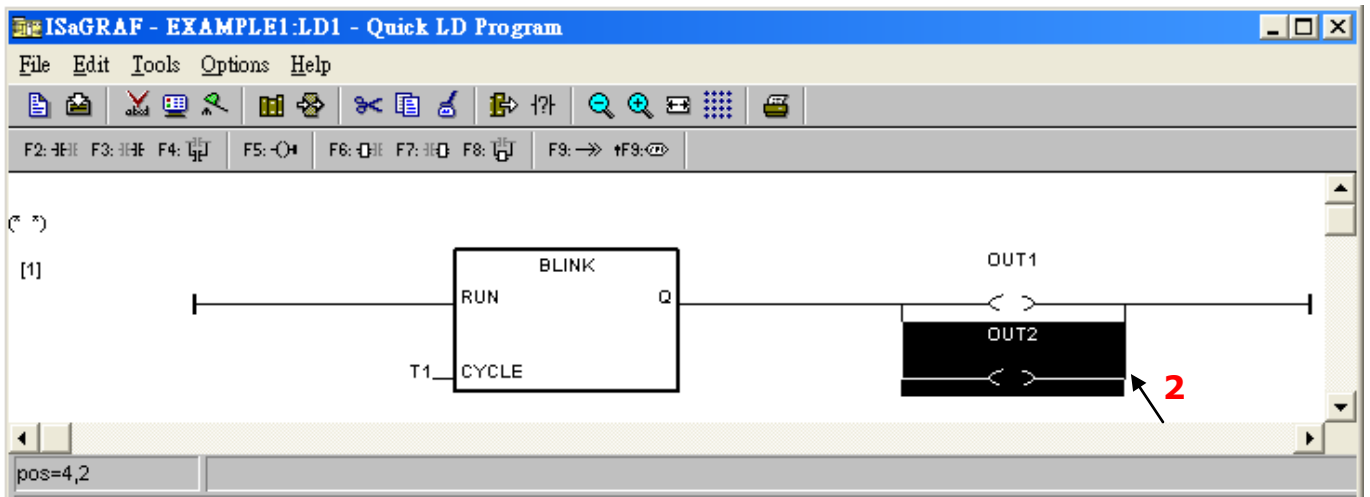 ISaGRAF - EXAMPLE1:LD1 - Quick LD Program
File Edit Tools Options Help
F2: F3: F4: F5: F6: F7: F8: F9: F9:
(* *)
[1]
BLINK
OUT1
RUN Q
OUT2
T1 CYCLE
2
pos=4,2